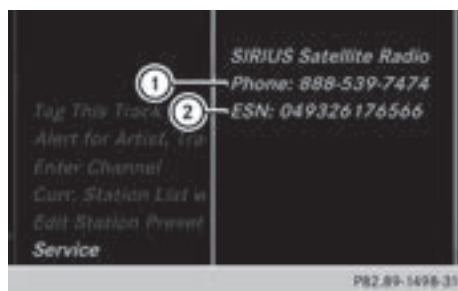 SIRIUS Satellite Radio
1
Phone: 888-539-7474
2
ESN: 049326176566
Tag This Track
Alert for Artist, Tra
Enter Channel
Curr. Station List w
Edit Station Preset
Service
P82.89-1498-31